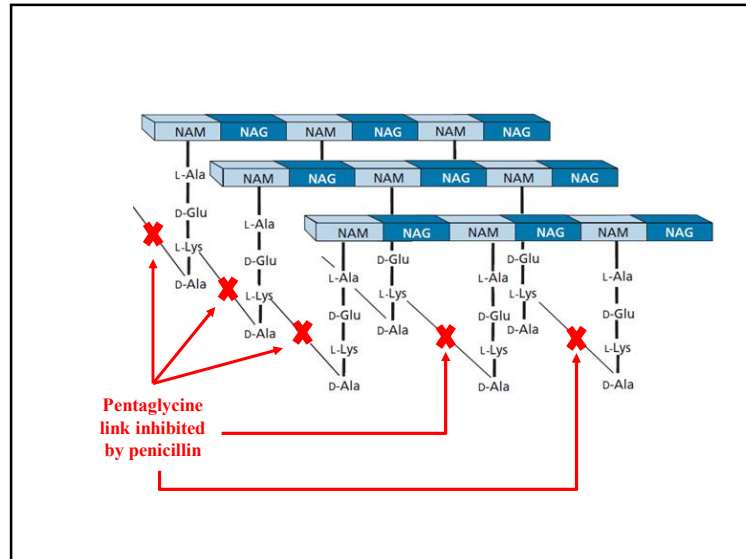 NAM NAG NAM NAG NAM NAG
NAM NAG NAM NAG NAM NAG
NAM NAG NAM NAG NAM NAG
L-Ala
D-Glu
L-Lys
D-Ala
L-Ala
D-Glu
L-Lys
D-Ala
L-Ala
D-Glu
L-Lys
D-Ala
D-Glu
L-Lys
D-Ala
L-Ala
D-Glu
L-Lys
D-Ala
D-Glu
L-Lys
D-Ala
L-Ala
D-Glu
L-Lys
D-Ala
Pentaglycine
link inhibited
by penicillin